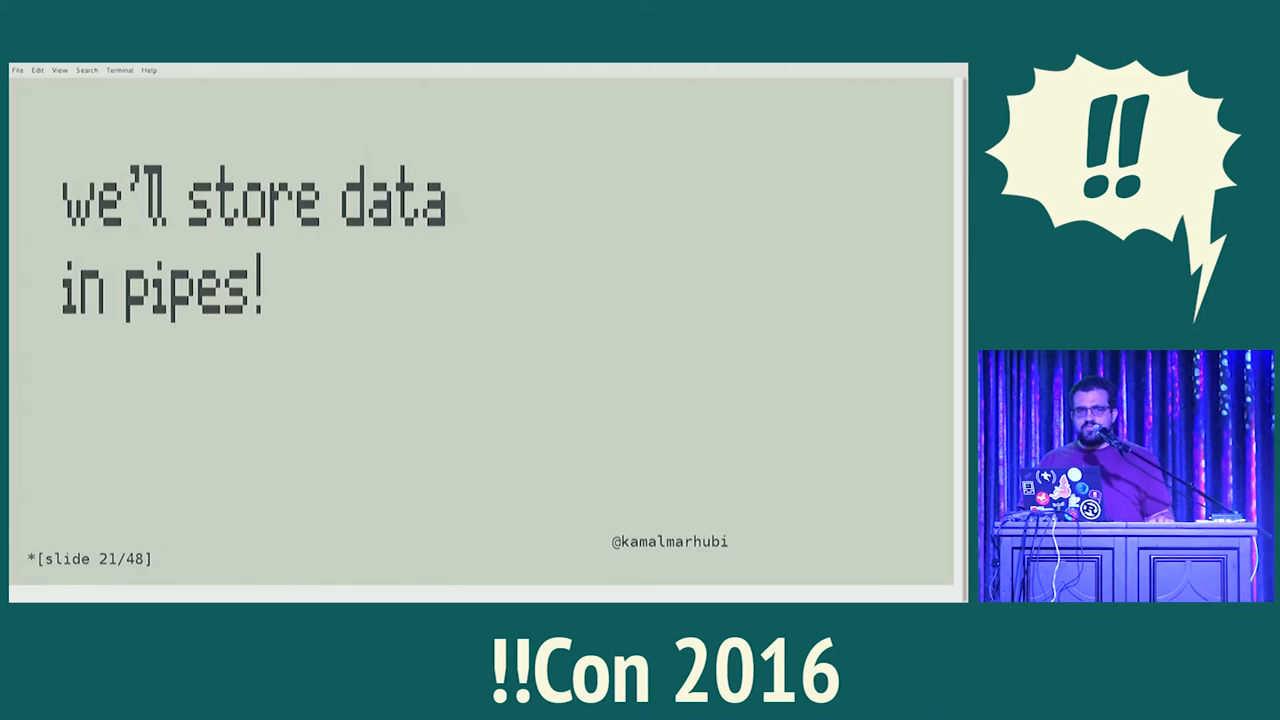 File Edit View Search Terminal Help
we'll store data
in pipes!
@kamalmarhubi
*[slide 21/48]
!!
!!Con 2016